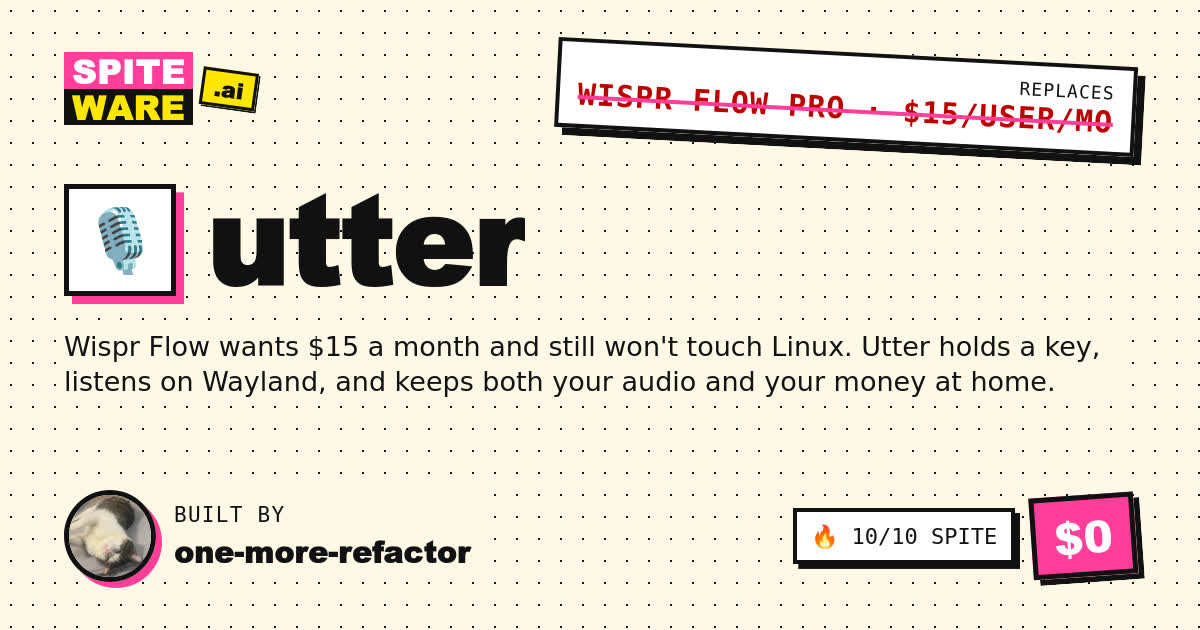 SPITE
WARE
.ai
REPLACES
WISPR FLOW PRO · $15/USER/MO
utter
Wispr Flow wants $15 a month and still won't touch Linux. Utter holds a key,
listens on Wayland, and keeps both your audio and your money at home.
BUILT BY
one-more-refactor
10/10 SPITE
$0